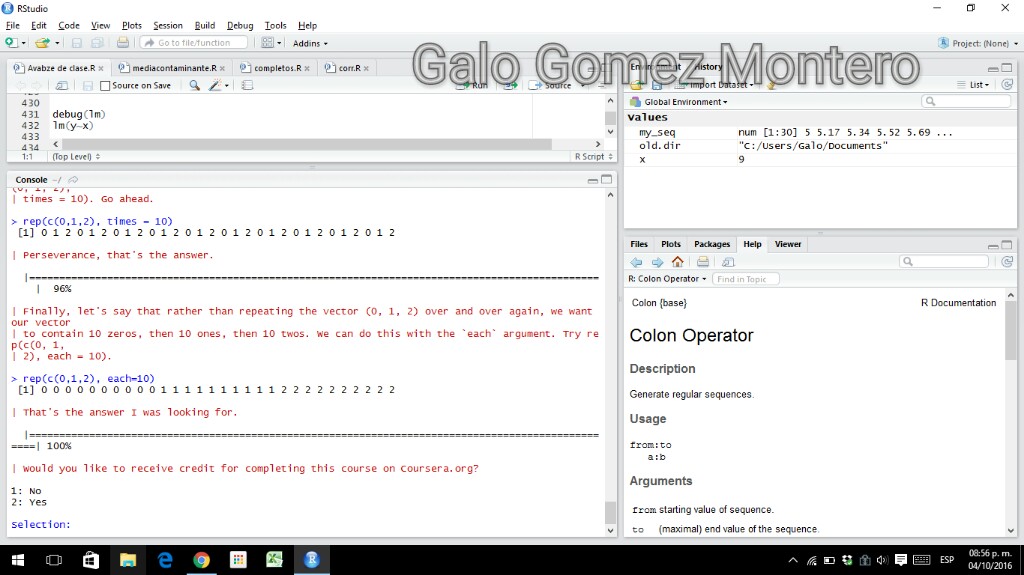 RStudio
File Edit Code View Plots Session Build Debug Tools Help
Go to file/function Addins Project: (None)
Galo Gomez Montero
Avabze de clase.R mediacontaminante.R completos.R corr.R
Source on Save Run Source
430
431 debug(lm)
432 lm(y~x)
433
434
1:1 (Top Level) R Script
Console ~/
(0, 1, 2),
| times = 10). Go ahead.
> rep(c(0,1,2), times = 10)
[1] 0 1 2 0 1 2 0 1 2 0 1 2 0 1 2 0 1 2 0 1 2 0 1 2 0 1 2 0 1 2
| Perseverance, that's the answer.
| 96%
| Finally, let's say that rather than repeating the vector (0, 1, 2) over and over again, we want
our vector
| to contain 10 zeros, then 10 ones, then 10 twos. We can do this with the `each` argument. Try re
p(c(0, 1,
| 2), each = 10).
> rep(c(0,1,2), each=10)
[1] 0 0 0 0 0 0 0 0 0 0 1 1 1 1 1 1 1 1 1 1 2 2 2 2 2 2 2 2 2 2
| That's the answer I was looking for.
====| 100%
| Would you like to receive credit for completing this course on Coursera.org?
1: No
2: Yes
Selection:
Environment History
Import Dataset List
Global Environment
Values
my_seq num [1:30] 5 5.17 5.34 5.52 5.69 ...
old.dir "C:/Users/Galo/Documents"
x 9
Files Plots Packages Help Viewer
R: Colon Operator Find in Topic
Colon {base} R Documentation
Colon Operator
Description
Generate regular sequences.
Usage
from:to
a:b
Arguments
from starting value of sequence.
to (maximal) end value of the sequence.
ESP 08:56 p. m.
04/10/2016